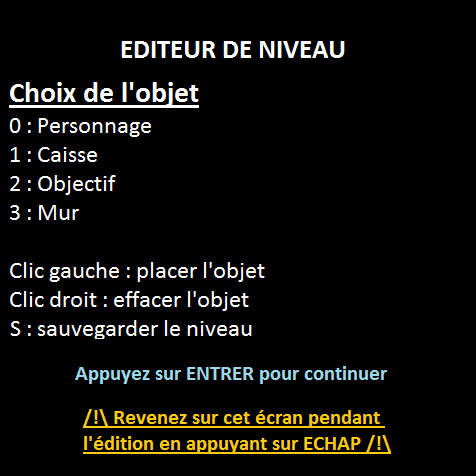 EDITEUR DE NIVEAU
Choix de l'objet
0 : Personnage
1 : Caisse
2 : Objectif
3 : Mur
Clic gauche : placer l'objet
Clic droit : effacer l'objet
S : sauvegarder le niveau
Appuyez sur ENTRER pour continuer
/!\ Revenez sur cet écran pendant
l'édition en appuyant sur ECHAP /!\